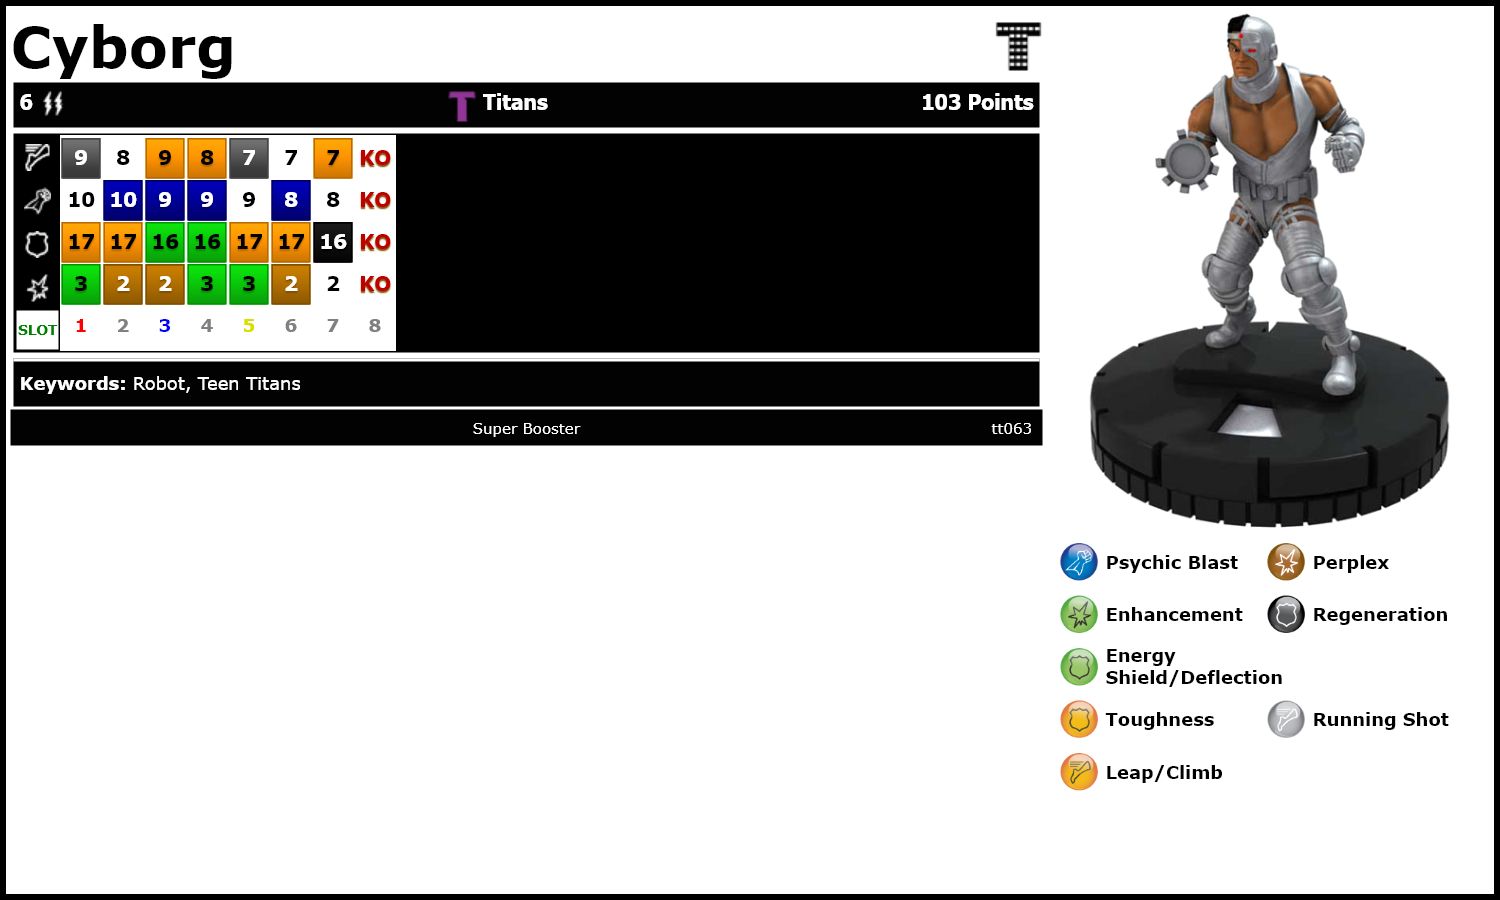 Cyborg
6 Titans 103 Points
9 8 9 8 7 7 7 KO
10 10 9 9 9 8 8 KO
17 17 16 16 17 17 16 KO
3 2 2 3 3 2 2 KO
SLOT 1 2 3 4 5 6 7 8
Keywords: Robot, Teen Titans
Super Booster tt063
Psychic Blast Perplex
Enhancement Regeneration
Energy
Shield/Deflection
Toughness Running Shot
Leap/Climb